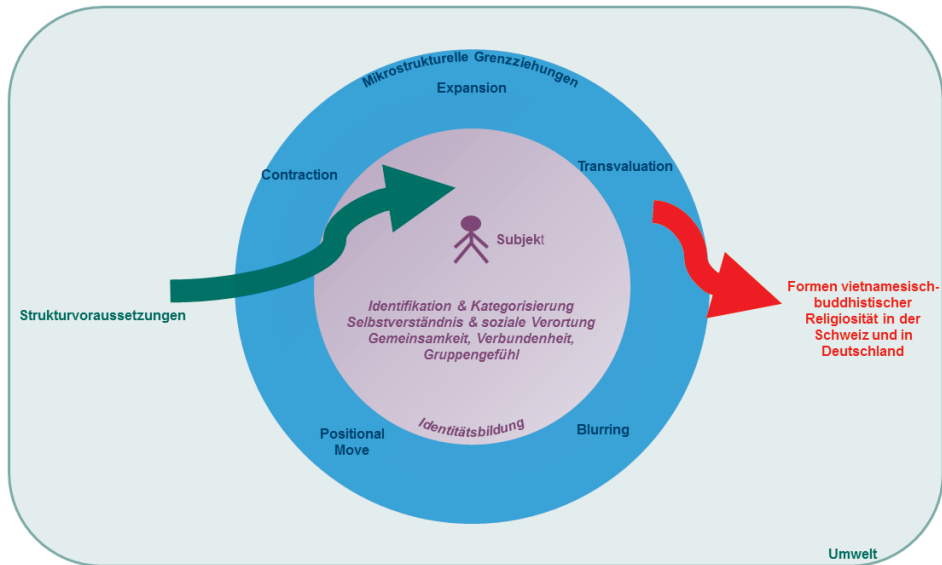 Mikrostrukturelle Grenzziehungen
Expansion
Contraction
Transvaluation
Subjekt
Strukturvoraussetzungen
Identifikation & Kategorisierung
Selbstverständnis & soziale Verortung
Gemeinsamkeit, Verbundenheit,
Gruppengefühl
Formen vietnamesisch-
buddhistischer
Religiosität in der
Schweiz und in
Deutschland
Identitätsbildung
Positional
Move
Blurring
Umwelt